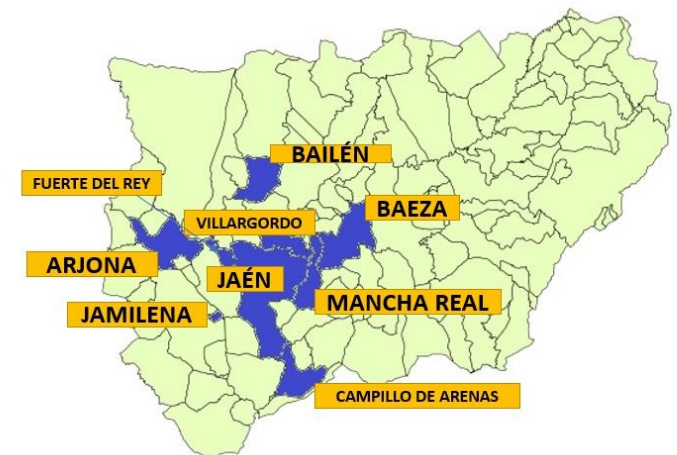 BAILÉN
FUERTE DEL REY
BAEZA
VILLARGORDO
ARJONA
JAÉN
MANCHA REAL
JAMILENA
CAMPILLO DE ARENAS